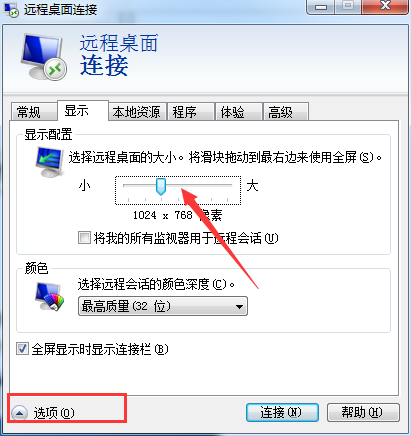 远程桌面连接
远程桌面
连接
常规 显示 本地资源 程序 体验 高级
显示配置
选择远程桌面的大小。将滑块拖动到最右边来使用全屏(S)。
小 大
1024 x 768 像素
将我的所有监视器用于远程会话(U)
颜色
选择远程会话的颜色深度(C)。
最高质量(32 位)
全屏显示时显示连接栏(B)
选项(O) 连接(N) 帮助(H)